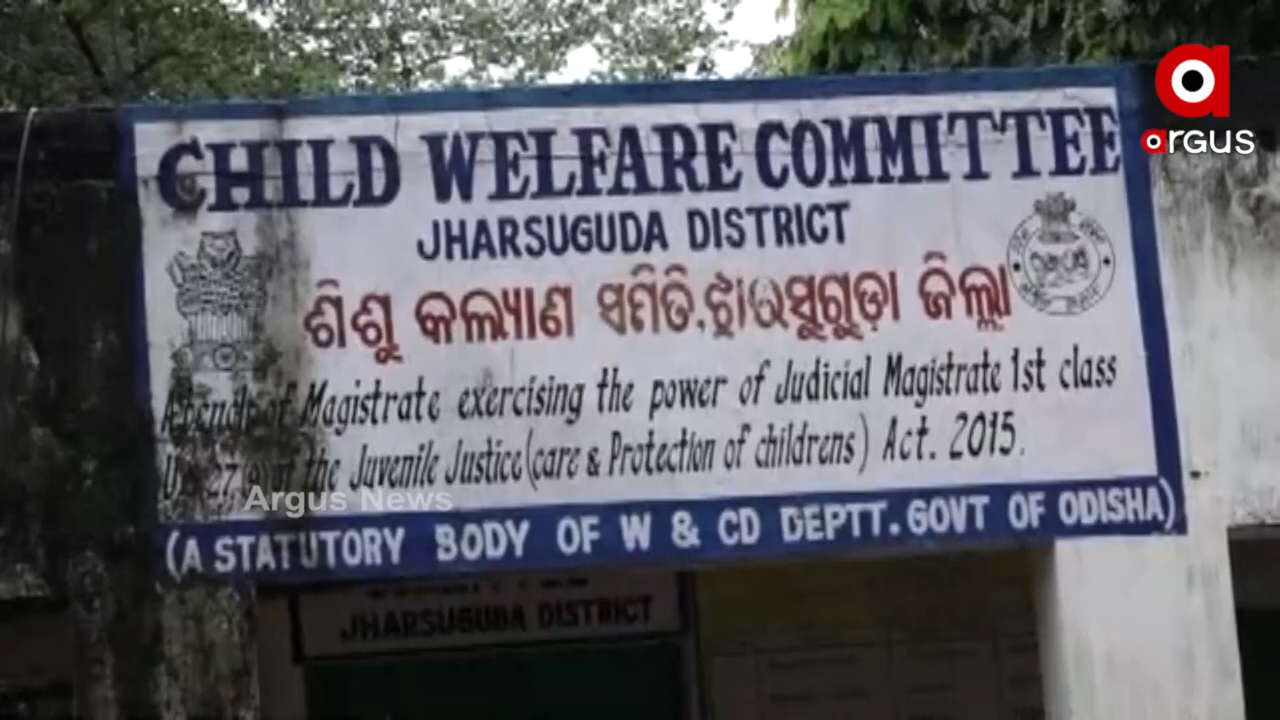 argus
CHILD WELFARE COMMITTEE
JHARSUGUDA DISTRICT
ଶିଶୁ କଲ୍ୟାଣ ସମିତି, ଝାରସୁଗୁଡ଼ା ଜିଲ୍ଲା
A bench of Magistrate exercising the power of Judicial Magistrate 1st class
of the Juvenile Justice (care & Protection of childrens) Act. 2015.
Argus News
(A STATUTORY BODY OF W & CD DEPTT. GOVT OF ODISHA)
JHARSUGUDA DISTRICT